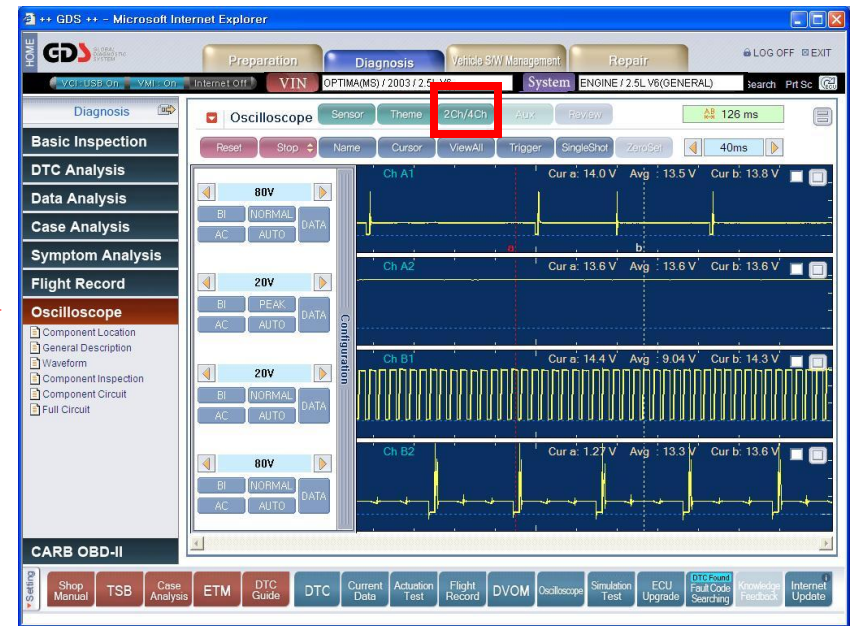 ++ GDS ++ - Microsoft Internet Explorer
HOME
GDS
Preparation
Diagnosis
Vehicle S/W Management
Repair
LOG OFF
EXIT
VCI: USB On
VMI: On
Internet Off
VIN
OPTIMA(MS) / 2003 / 2.5L V6
System
ENGINE / 2.5L V6(GENERAL)
Search
Prt Sc
Diagnosis
Oscilloscope
Sensor
Theme
2Ch/4Ch
Aux
Review
126 ms
Reset
Stop
Name
Cursor
ViewAll
Trigger
SingleShot
ZeroSet
40ms
Basic Inspection
DTC Analysis
Data Analysis
Case Analysis
Symptom Analysis
Flight Record
Oscilloscope
Component Location
General Description
Waveform
Component Inspection
Component Circuit
Full Circuit
CARB OBD-II
80V
BI NORMAL
AC AUTO
DATA
20V
BI PEAK
AC AUTO
DATA
20V
BI NORMAL
AC AUTO
DATA
80V
BI NORMAL
AC AUTO
DATA
Configuration
Ch A1 Cur a: 14.0 V Avg : 13.5 V Cur b: 13.8 V
a b
Ch A2 Cur a: 13.6 V Avg : 13.6 V Cur b: 13.6 V
Ch B1 Cur a: 14.4 V Avg : 9.04 V Cur b: 14.3 V
Ch B2 Cur a: 1.27 V Avg : 13.3 V Cur b: 13.6 V
Setting
Shop
Manual
TSB
Case
Analysis
ETM
DTC
Guide
DTC
Current
Data
Actuation
Test
Flight
Record
DVOM
Oscilloscope
Simulation
Test
ECU
Upgrade
DTC Found
Fault Code
Searching
Knowledge
Feedback
Internet
Update